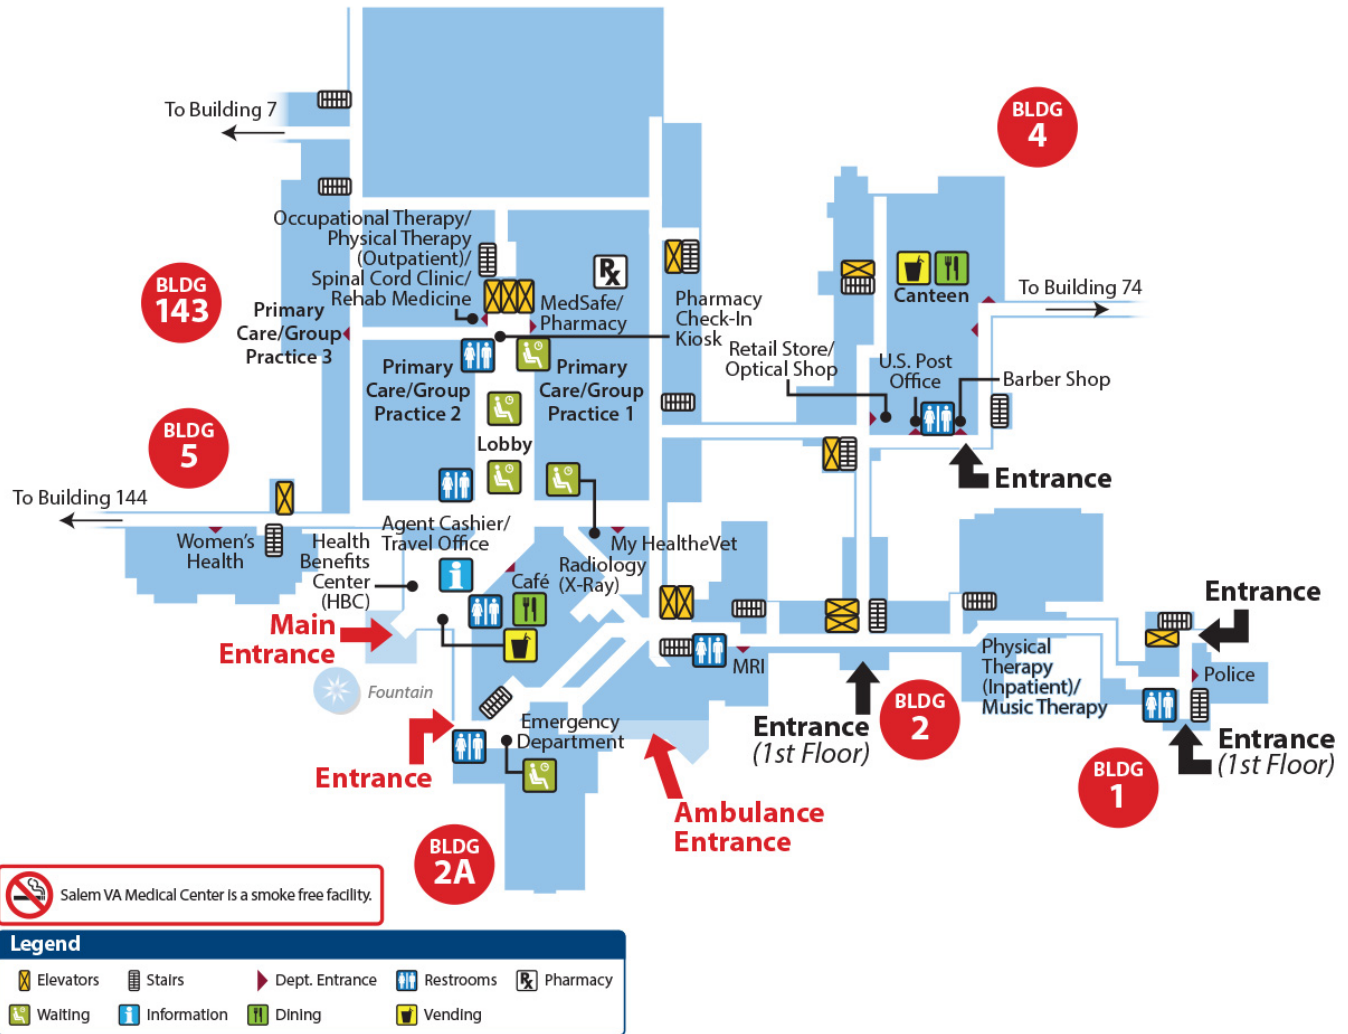 To Building 7
BLDG
4
Occupational Therapy/
Physical Therapy
(Outpatient)/
Spinal Cord Clinic/
Rehab Medicine
BLDG
143
Primary
Care/Group
Practice 3
MedSafe/
Pharmacy
Rx
Pharmacy
Check-In
Kiosk
Canteen
To Building 74
Retail Store/
Optical Shop
U.S. Post
Office
Barber Shop
Primary
Care/Group
Practice 2
Primary
Care/Group
Practice 1
BLDG
5
Lobby
Entrance
To Building 144
Women's
Health
Health
Benefits
Center
(HBC)
Agent Cashier/
Travel Office
i
Café
Radiology
(X-Ray)
My HealtheVet
Main
Entrance
Fountain
MRI
Physical
Therapy
(Inpatient)/
Music Therapy
Entrance
Police
BLDG
2
Entrance
(1st Floor)
Entrance
(1st Floor)
BLDG
1
Emergency
Department
Entrance
Ambulance
Entrance
BLDG
2A
Salem VA Medical Center is a smoke free facility.
Legend
Elevators Stairs Dept. Entrance Restrooms Rx Pharmacy
Waiting i Information Dining Vending